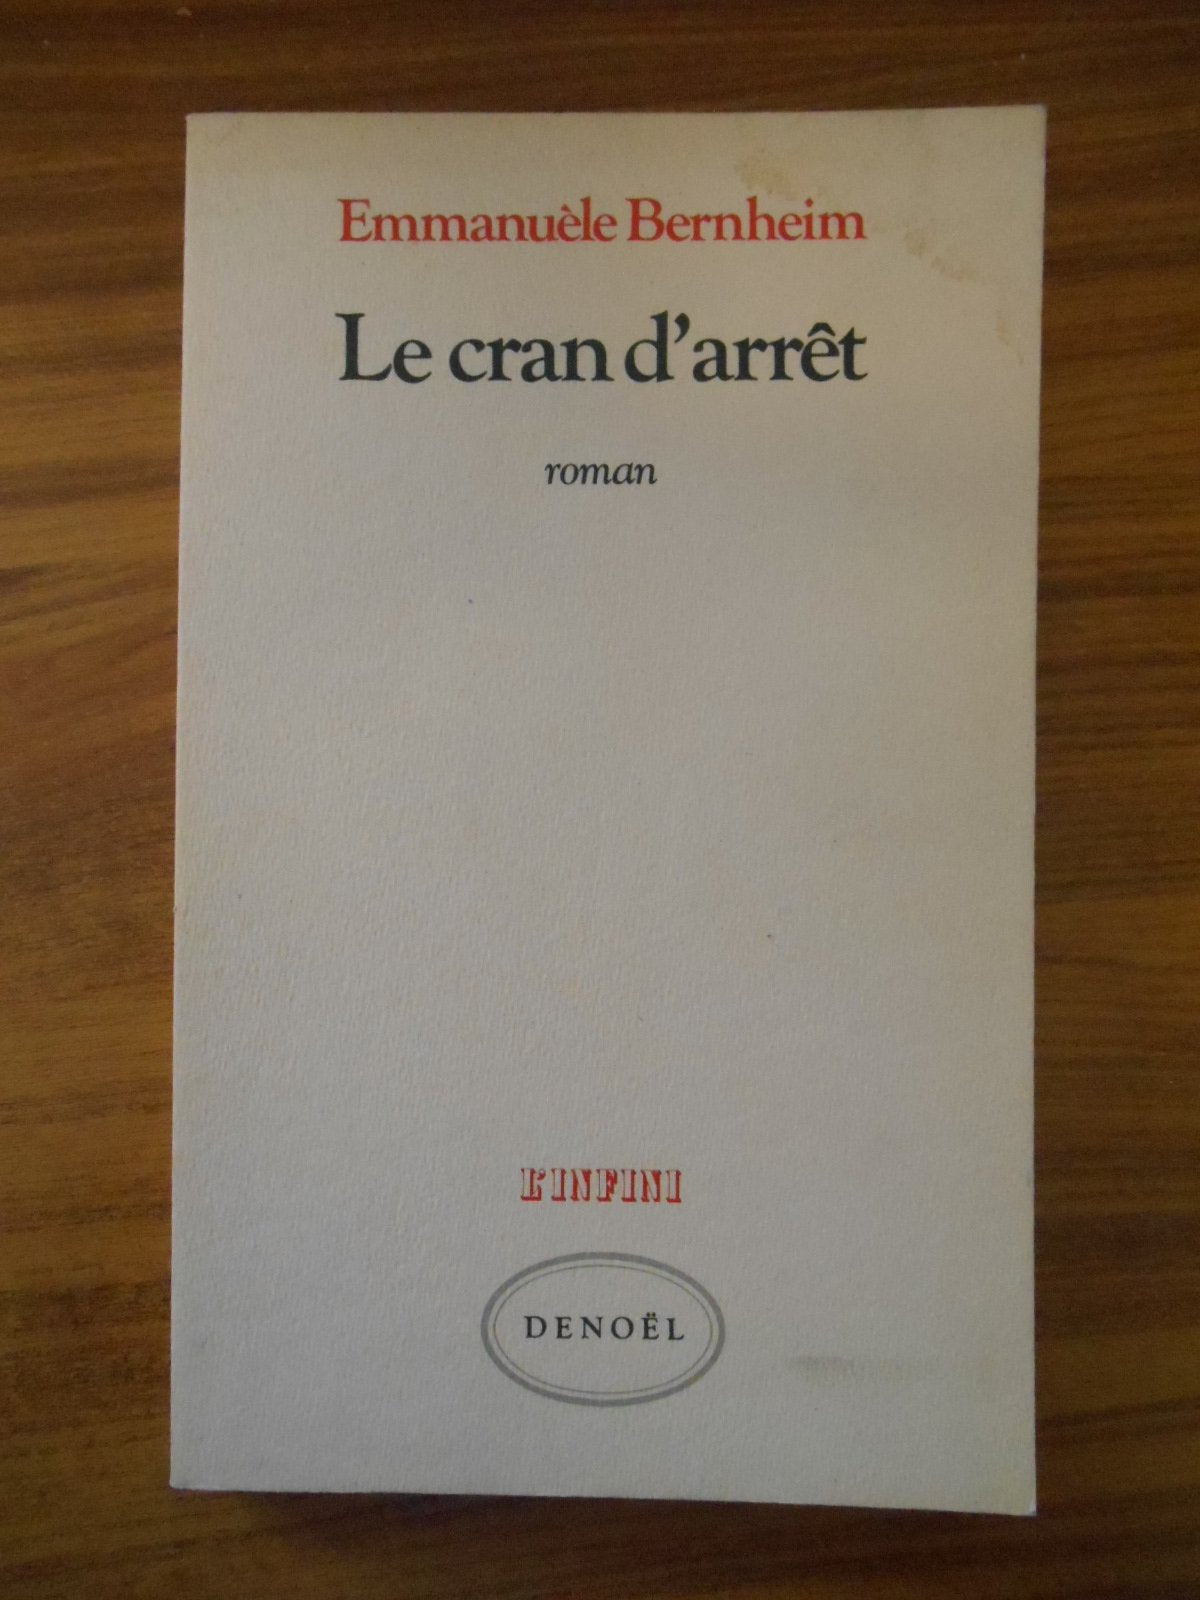 Emmanuèle Bernheim
Le cran d'arrêt
roman
L'INFINI
DENOËL